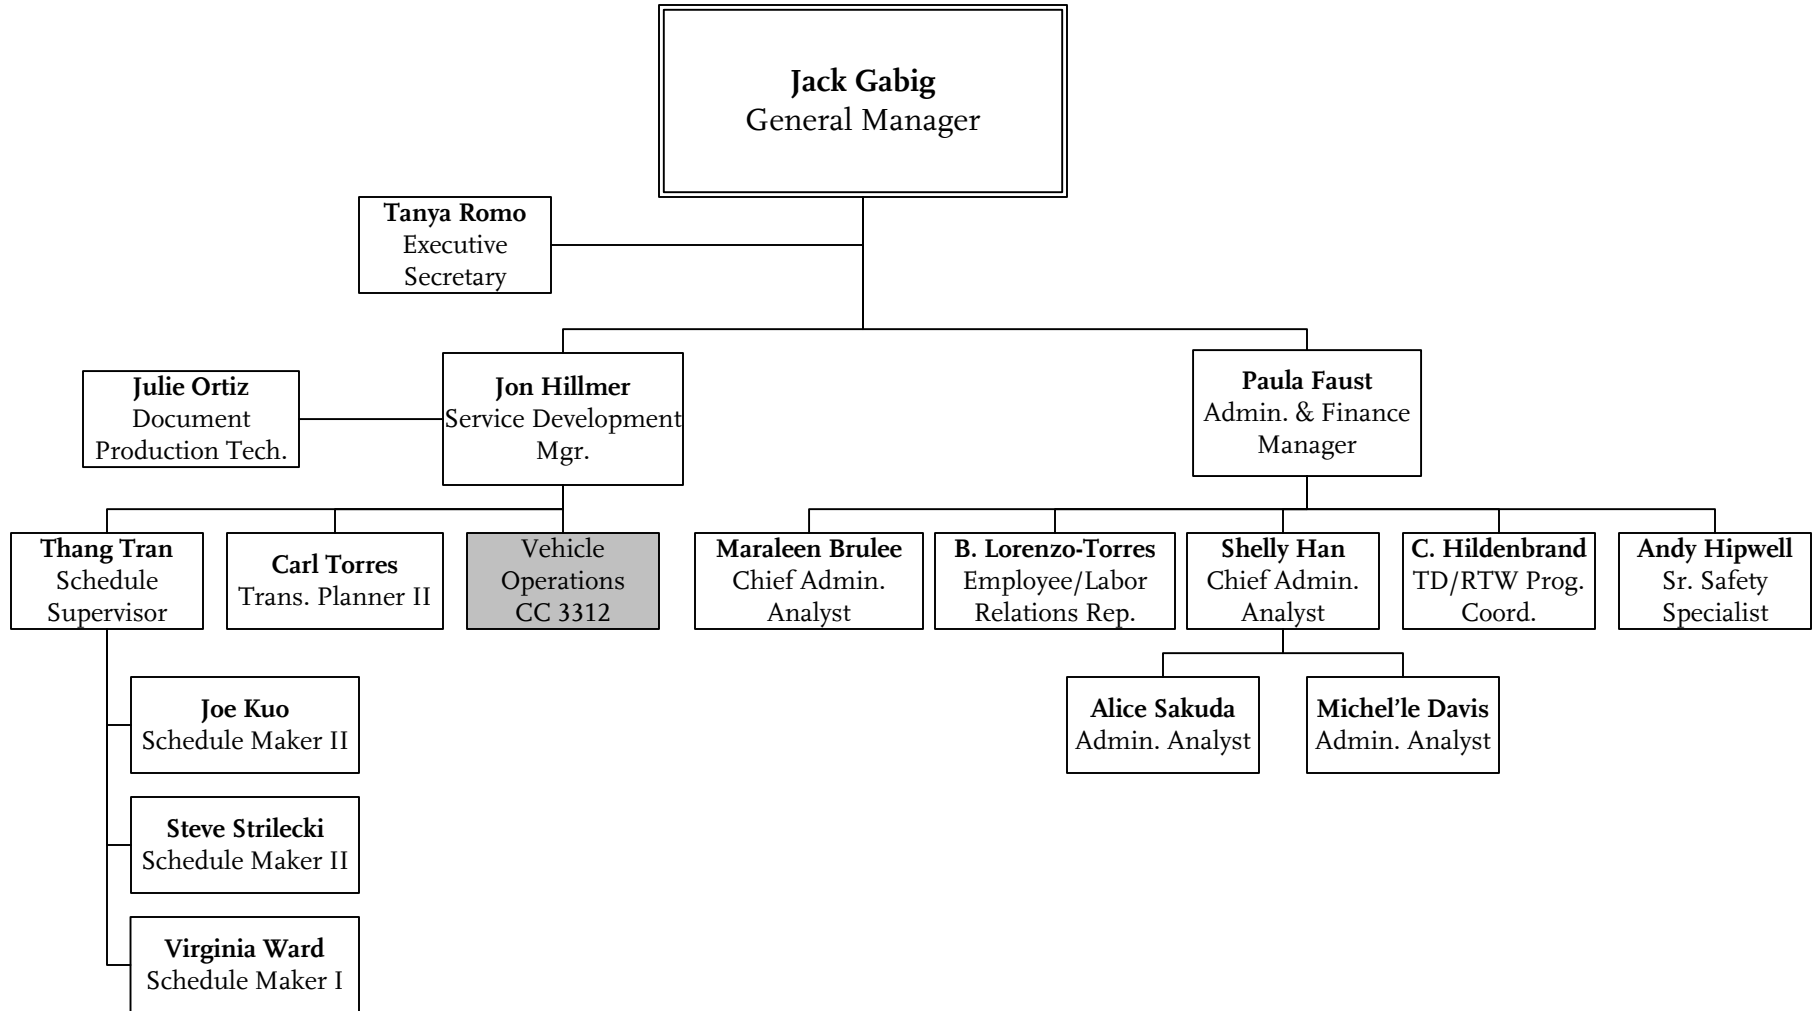 Jack Gabig
General Manager
Tanya Romo
Executive
Secretary
Julie Ortiz
Document
Production Tech.
Jon Hillmer
Service Development
Mgr.
Paula Faust
Admin. & Finance
Manager
Thang Tran
Schedule
Supervisor
Carl Torres
Trans. Planner II
Vehicle
Operations
CC 3312
Maraleen Brulee
Chief Admin.
Analyst
B. Lorenzo-Torres
Employee/Labor
Relations Rep.
Shelly Han
Chief Admin.
Analyst
C. Hildenbrand
TD/RTW Prog.
Coord.
Andy Hipwell
Sr. Safety
Specialist
Joe Kuo
Schedule Maker II
Alice Sakuda
Admin. Analyst
Michel’le Davis
Admin. Analyst
Steve Strilecki
Schedule Maker II
Virginia Ward
Schedule Maker I